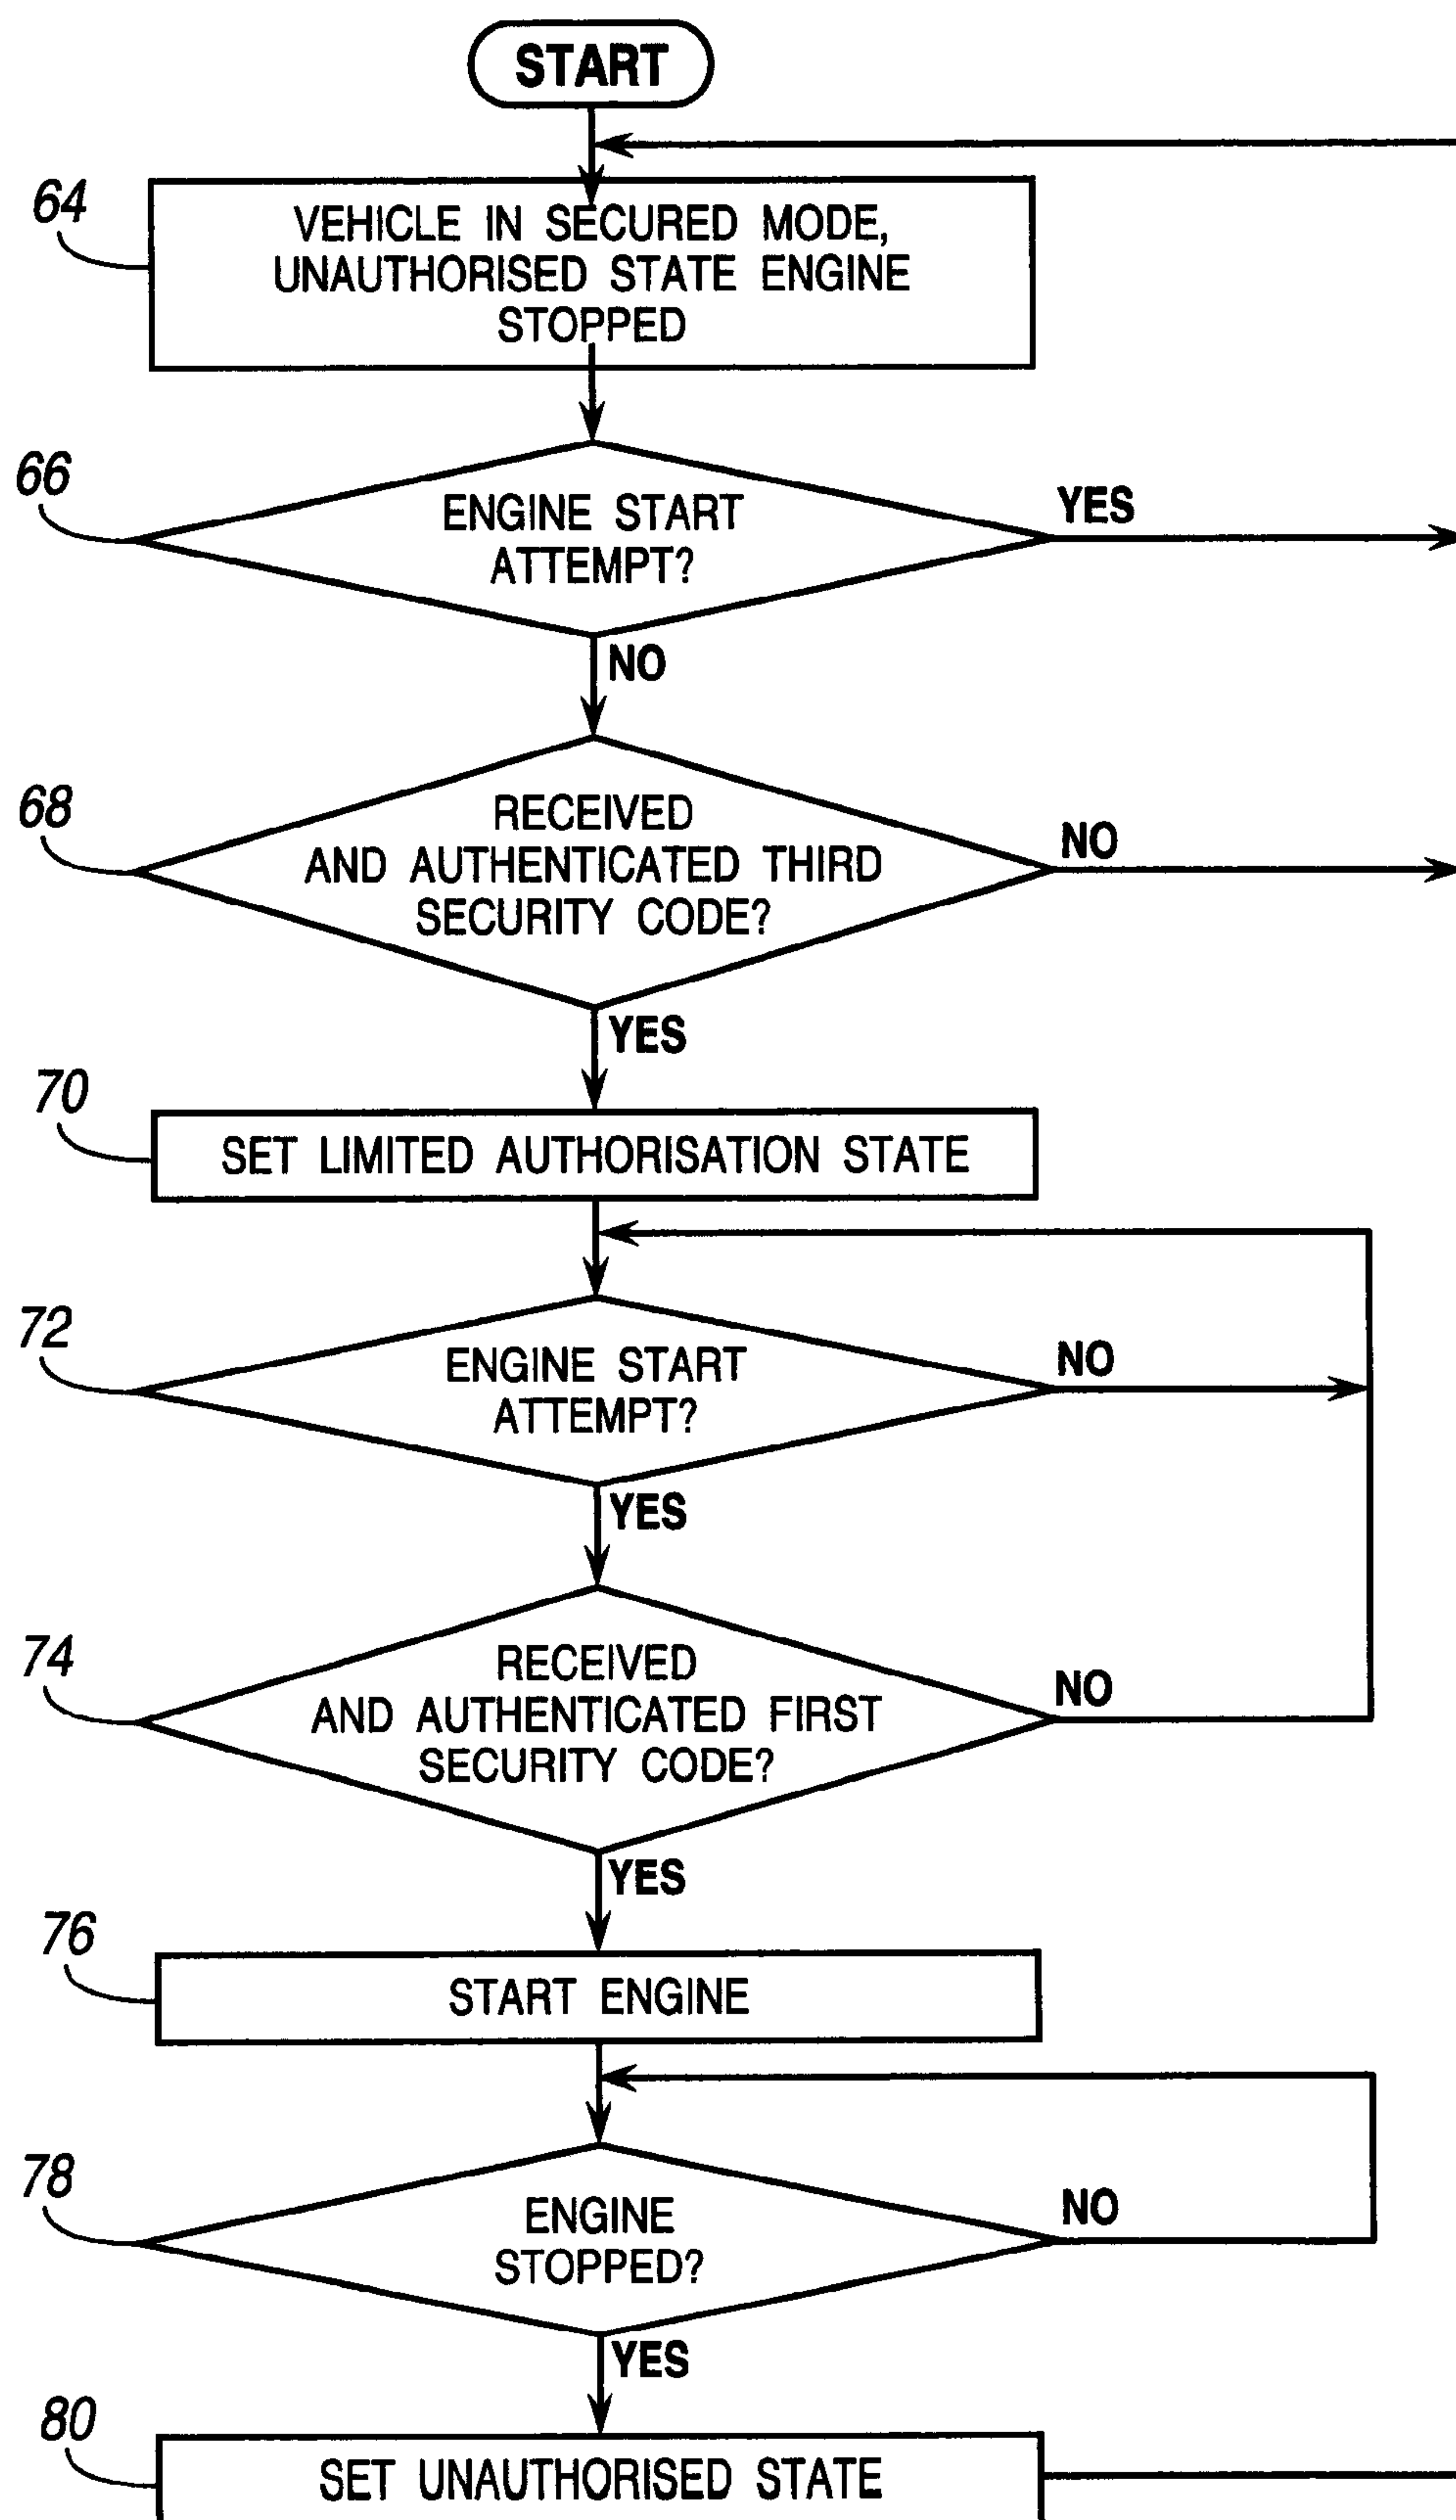 START
64
VEHICLE IN SECURED MODE,
UNAUTHORISED STATE ENGINE
STOPPED
66
ENGINE START
ATTEMPT?
YES
NO
68
RECEIVED
AND AUTHENTICATED THIRD
SECURITY CODE?
NO
YES
70
SET LIMITED AUTHORISATION STATE
72
ENGINE START
ATTEMPT?
NO
YES
74
RECEIVED
AND AUTHENTICATED FIRST
SECURITY CODE?
NO
YES
76
START ENGINE
78
ENGINE
STOPPED?
NO
YES
80
SET UNAUTHORISED STATE